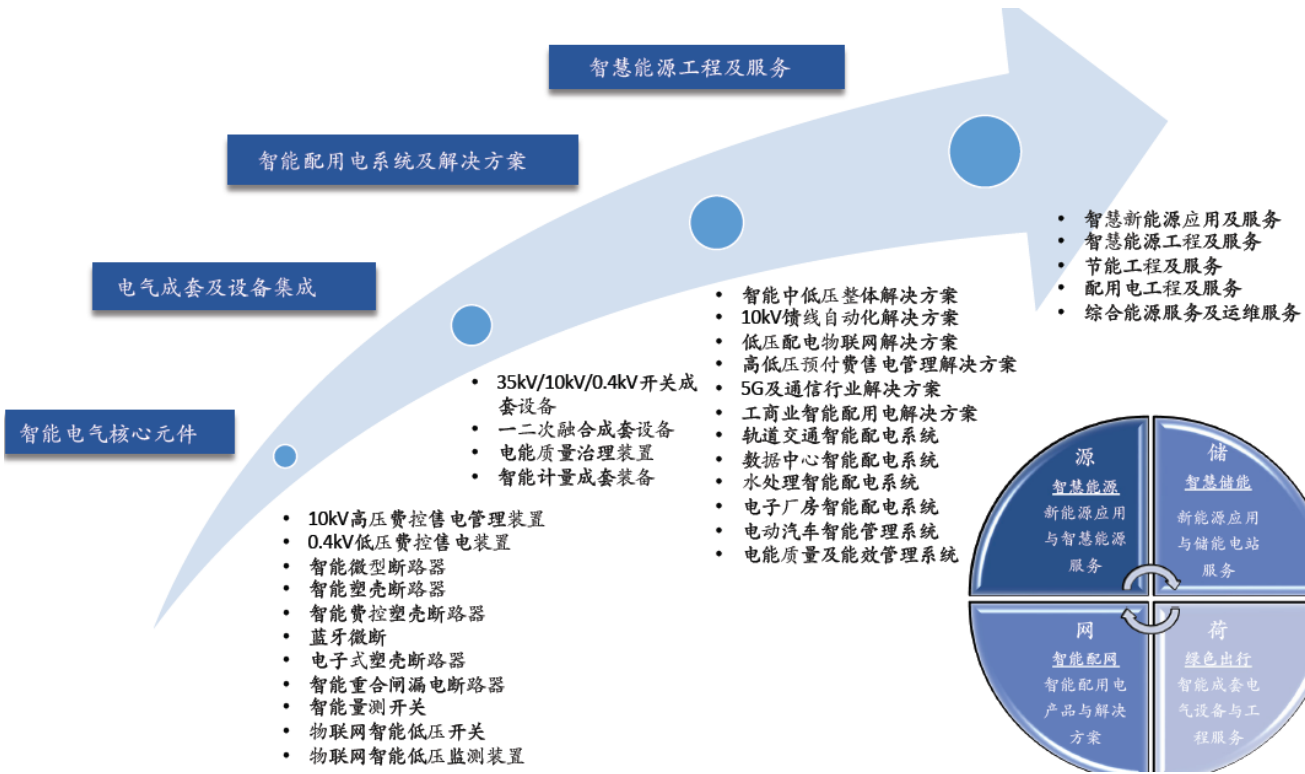 智慧能源工程及服务
智能配用电系统及解决方案
电气成套及设备集成
智能电气核心元件
• 10kV高压费控售电管理装置
• 0.4kV低压费控售电装置
• 智能微型断路器
• 智能塑壳断路器
• 智能费控塑壳断路器
• 蓝牙微断
• 电子式塑壳断路器
• 智能重合闸漏电断路器
• 智能量测开关
• 物联网智能低压开关
• 物联网智能低压监测装置
• 35kV/10kV/0.4kV开关成
套设备
• 一二次融合成套设备
• 电能质量治理装置
• 智能计量成套装备
• 智能中低压整体解决方案
• 10kV馈线自动化解决方案
• 低压配电物联网解决方案
• 高低压预付费售电管理解决方案
• 5G及通信行业解决方案
• 工商业智能配用电解决方案
• 轨道交通智能配电系统
• 数据中心智能配电系统
• 水处理智能配电系统
• 电子厂房智能配电系统
• 电动汽车智能管理系统
• 电能质量及能效管理系统
• 智慧新能源应用及服务
• 智慧能源工程及服务
• 节能工程及服务
• 配用电工程及服务
• 综合能源服务及运维服务
源
智慧能源
新能源应用
与智慧能源
服务
储
智慧储能
新能源应用
与储能电站
服务
网
智能配网
智能配用电
产品与解决
方案
荷
绿色出行
智能成套电
气设备与工
程服务